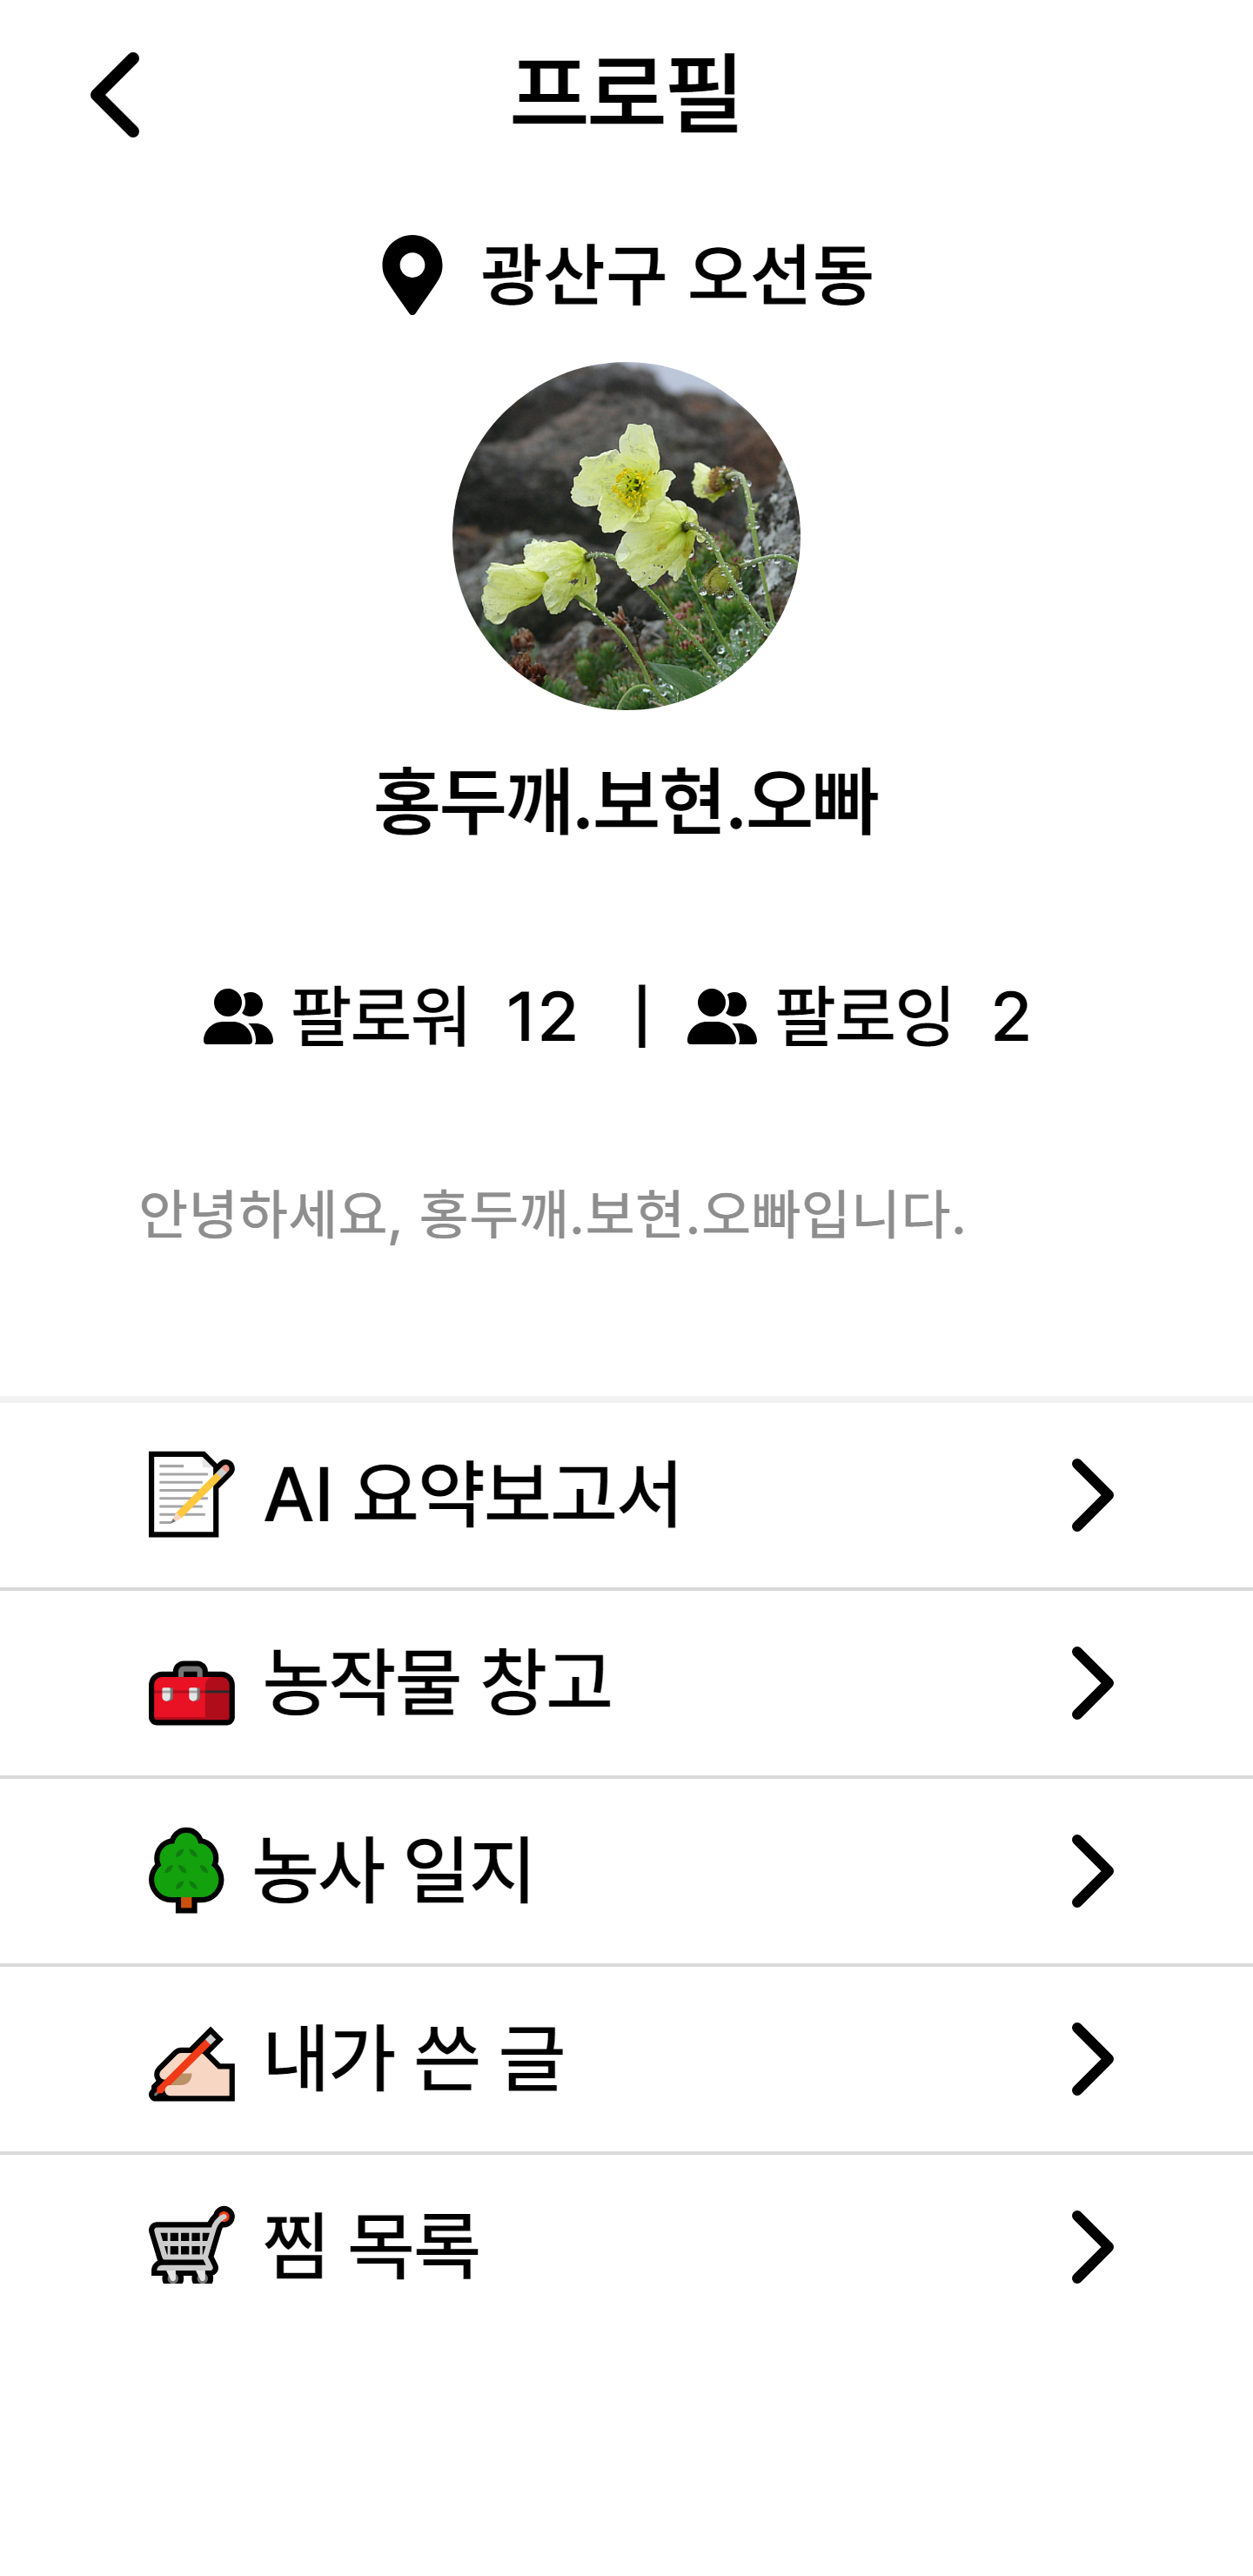 프로필
광산구 오선동
홍두깨.보현.오빠
팔로워 12 | 팔로잉 2
안녕하세요, 홍두깨.보현.오빠입니다.
AI 요약보고서
농작물 창고
농사 일지
내가 쓴 글
찜 목록